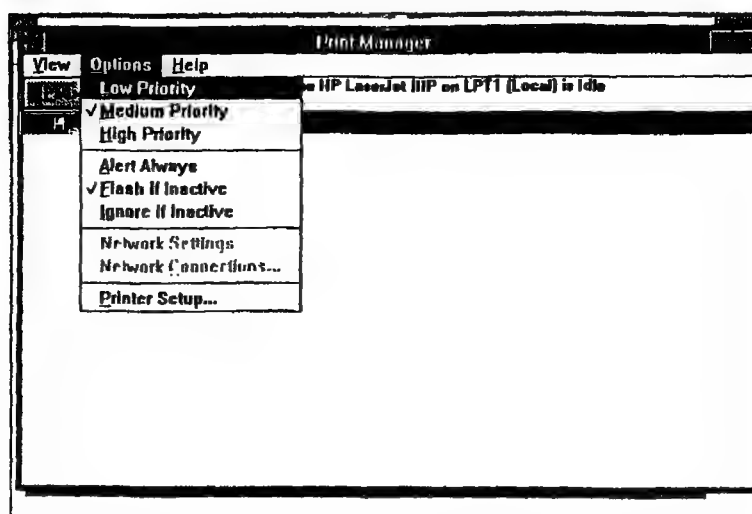 Print Manager
View Options Help
Low Priority
HP LaserJet IIIP on LPT1 (Local) is Idle
✓Medium Priority
High Priority
Alert Always
✓Flash if Inactive
Ignore if Inactive
Network Settings
Network Connections...
Printer Setup...